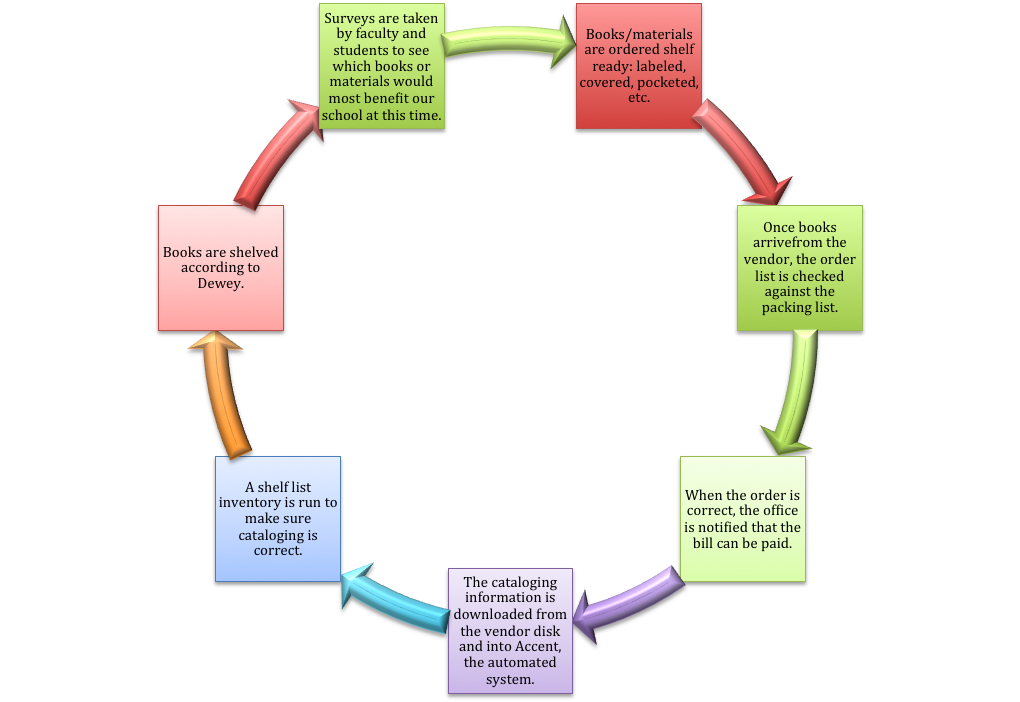 Surveys are taken
by faculty and
students to see
which books or
materials would
most benefit our
school at this time.
Books/materials
are ordered shelf
ready: labeled,
covered, pocketed,
etc.
Once books
arrivefrom the
vendor, the order
list is checked
against the
packing list.
When the order is
correct, the office
is notified that the
bill can be paid.
The cataloging
information is
downloaded from
the vendor disk
and into Accent,
the automated
system.
A shelf list
inventory is run to
make sure
cataloging is
correct.
Books are shelved
according to
Dewey.